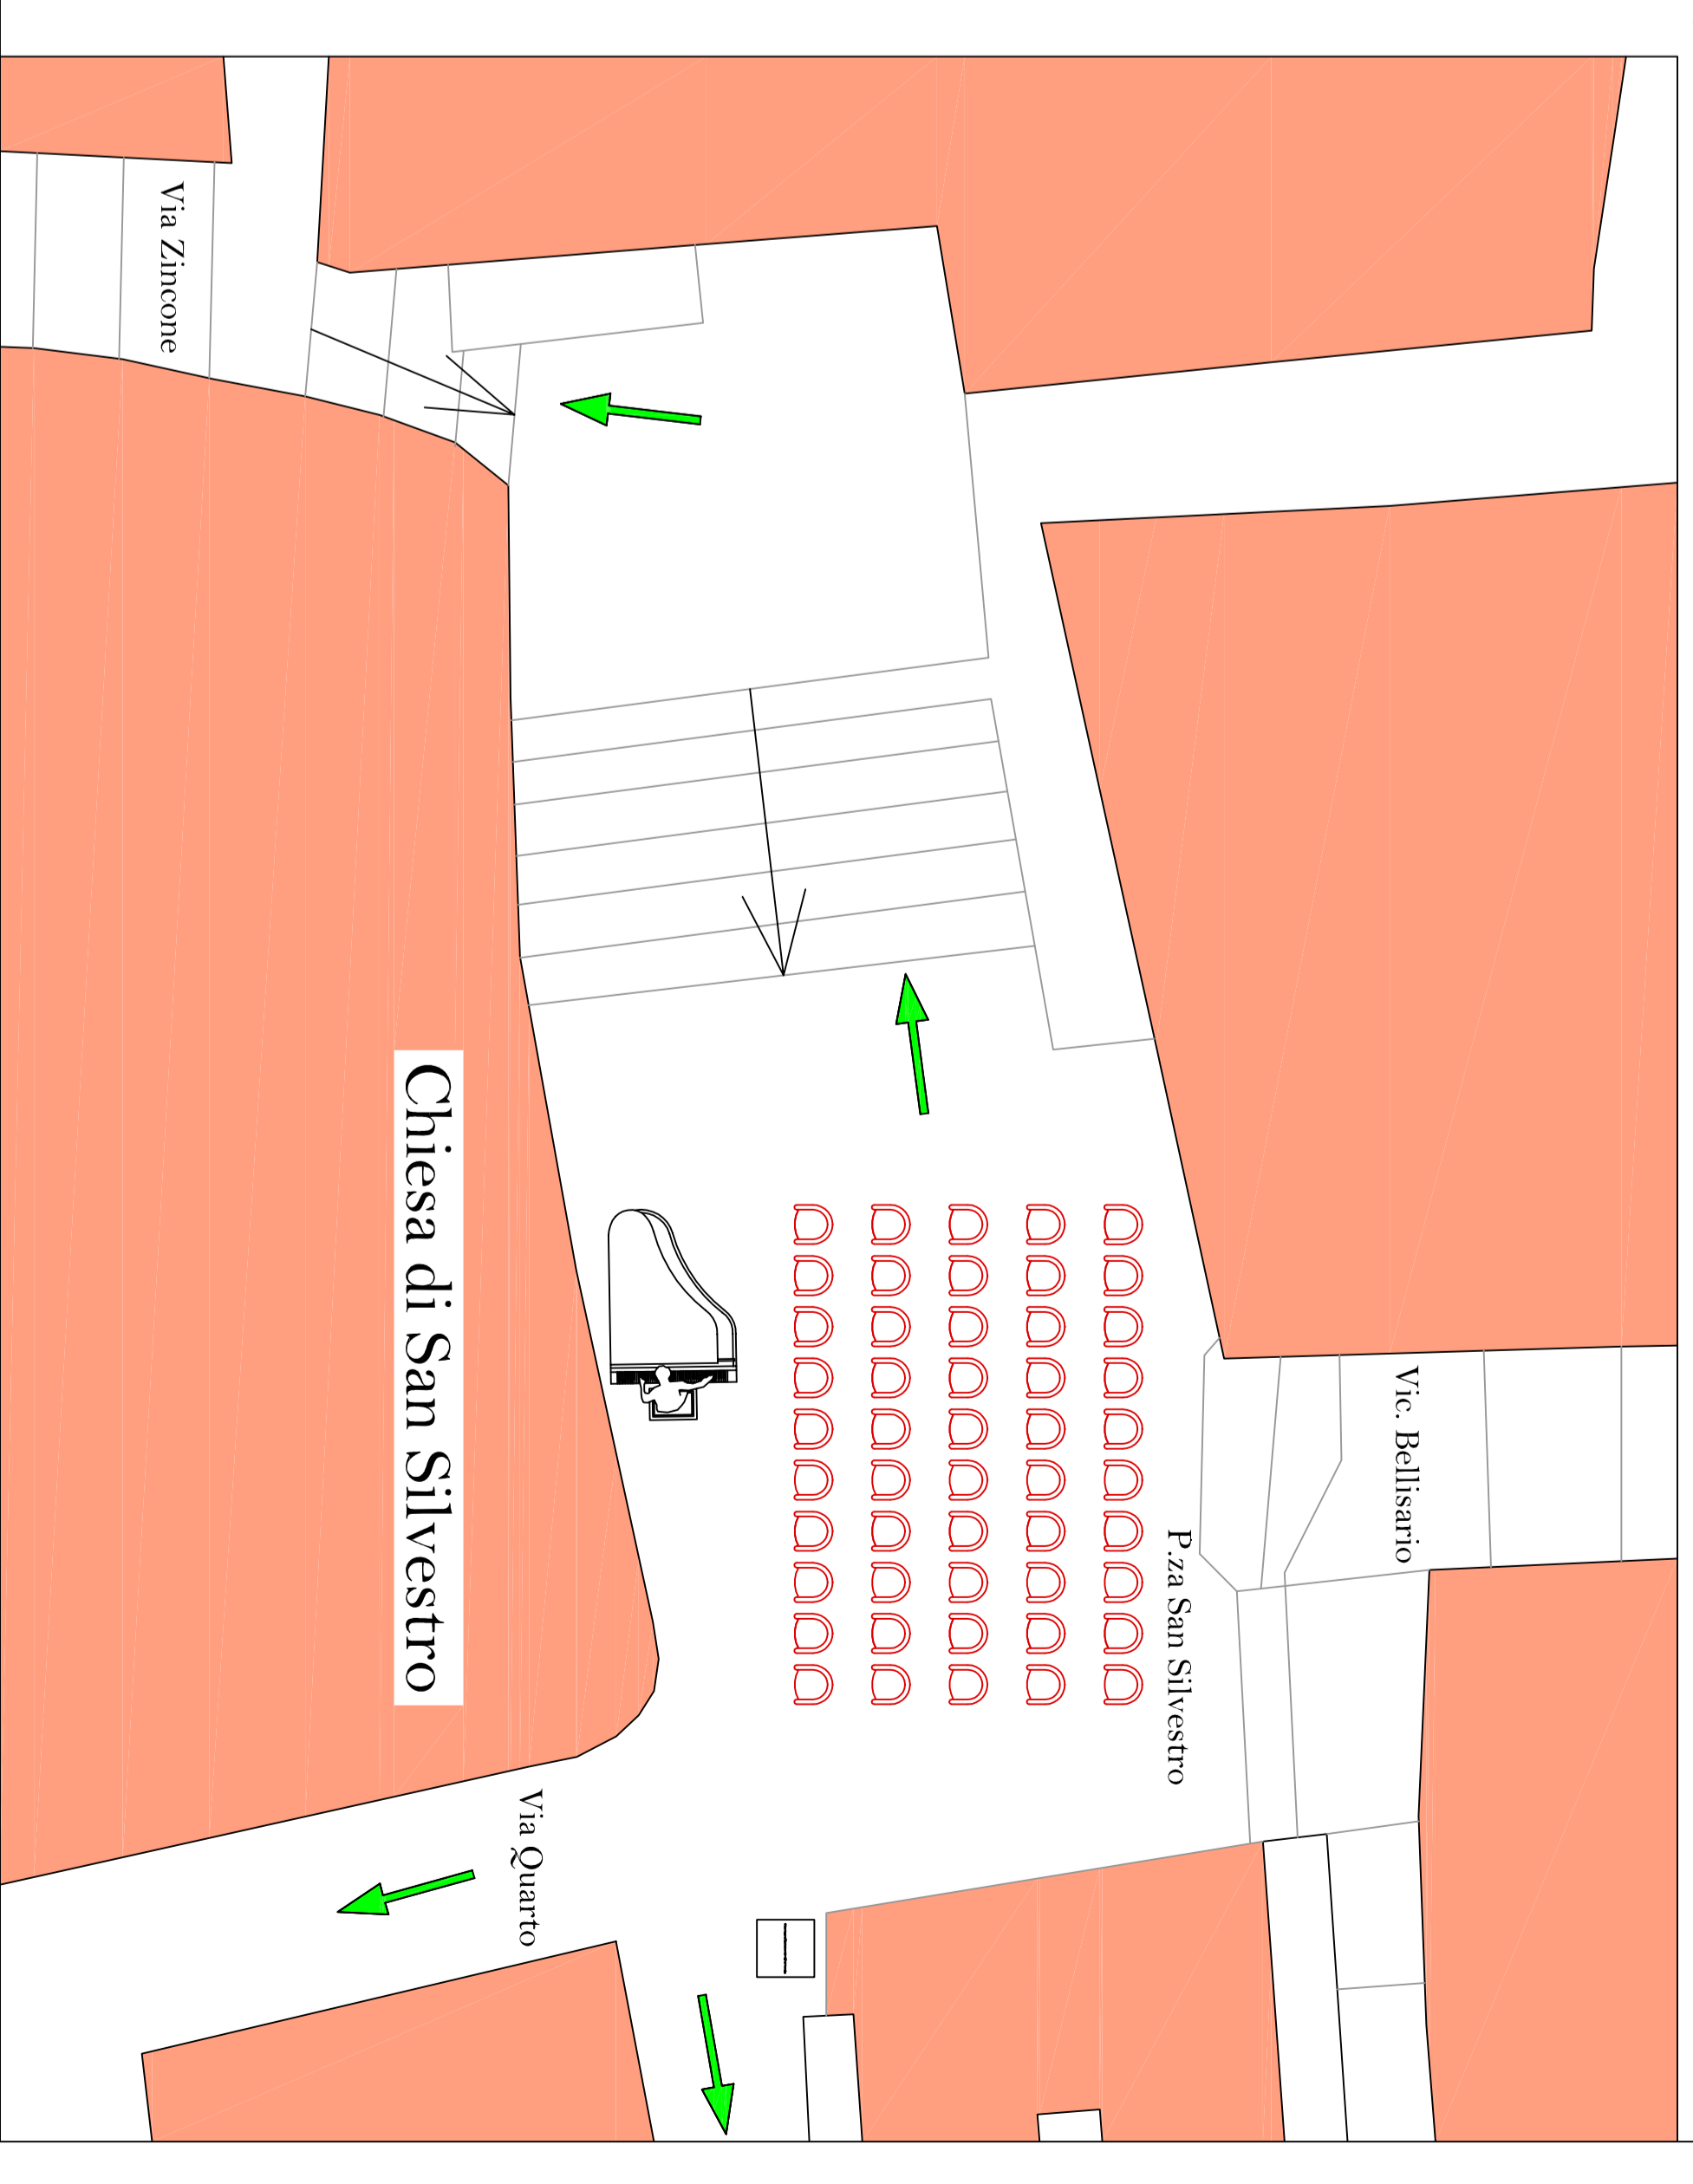 Via Zincone
Chiesa di San Silvestro
Vic. Bellisario
P.za San Silvestro
Via Quarto